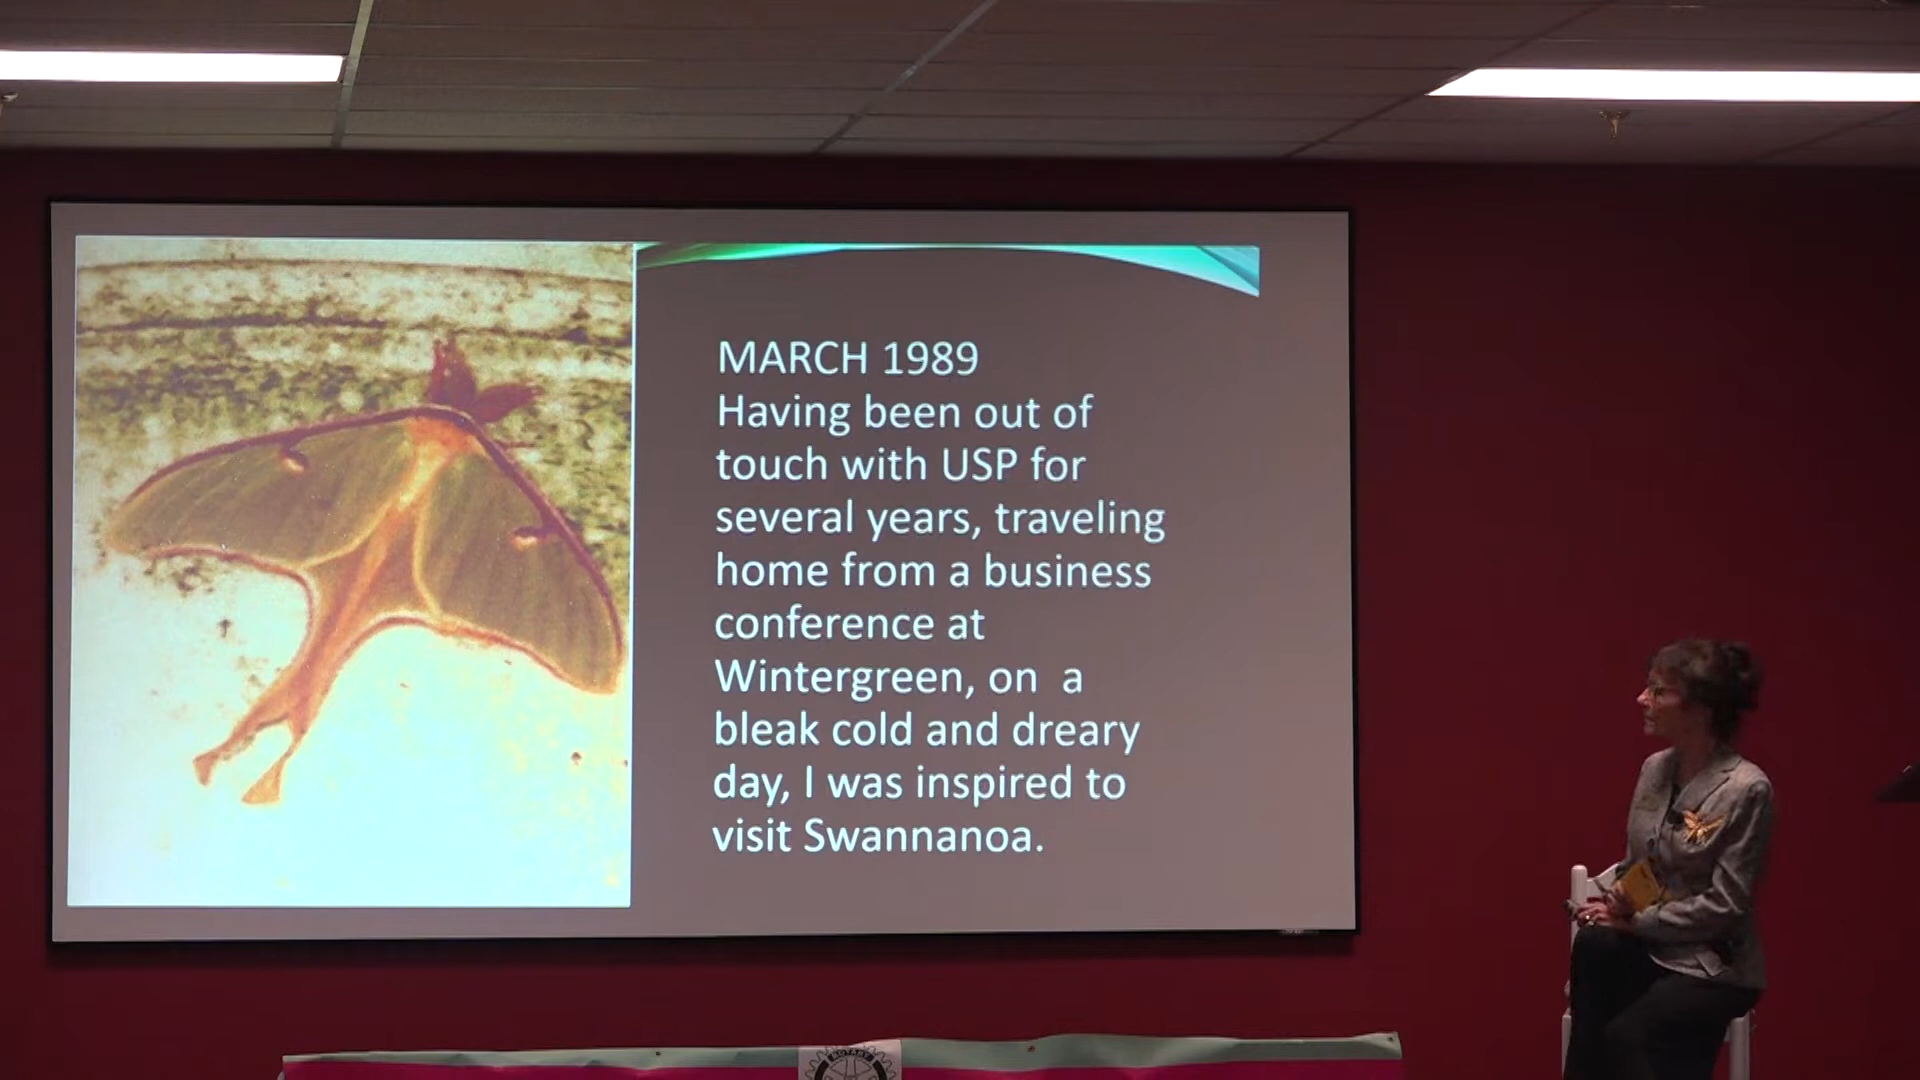 MARCH 1989
Having been out of
touch with USP for
several years, traveling
home from a business
conference at
Wintergreen, on  a
bleak cold and dreary
day, I was inspired to
visit Swannanoa.
ROTARY